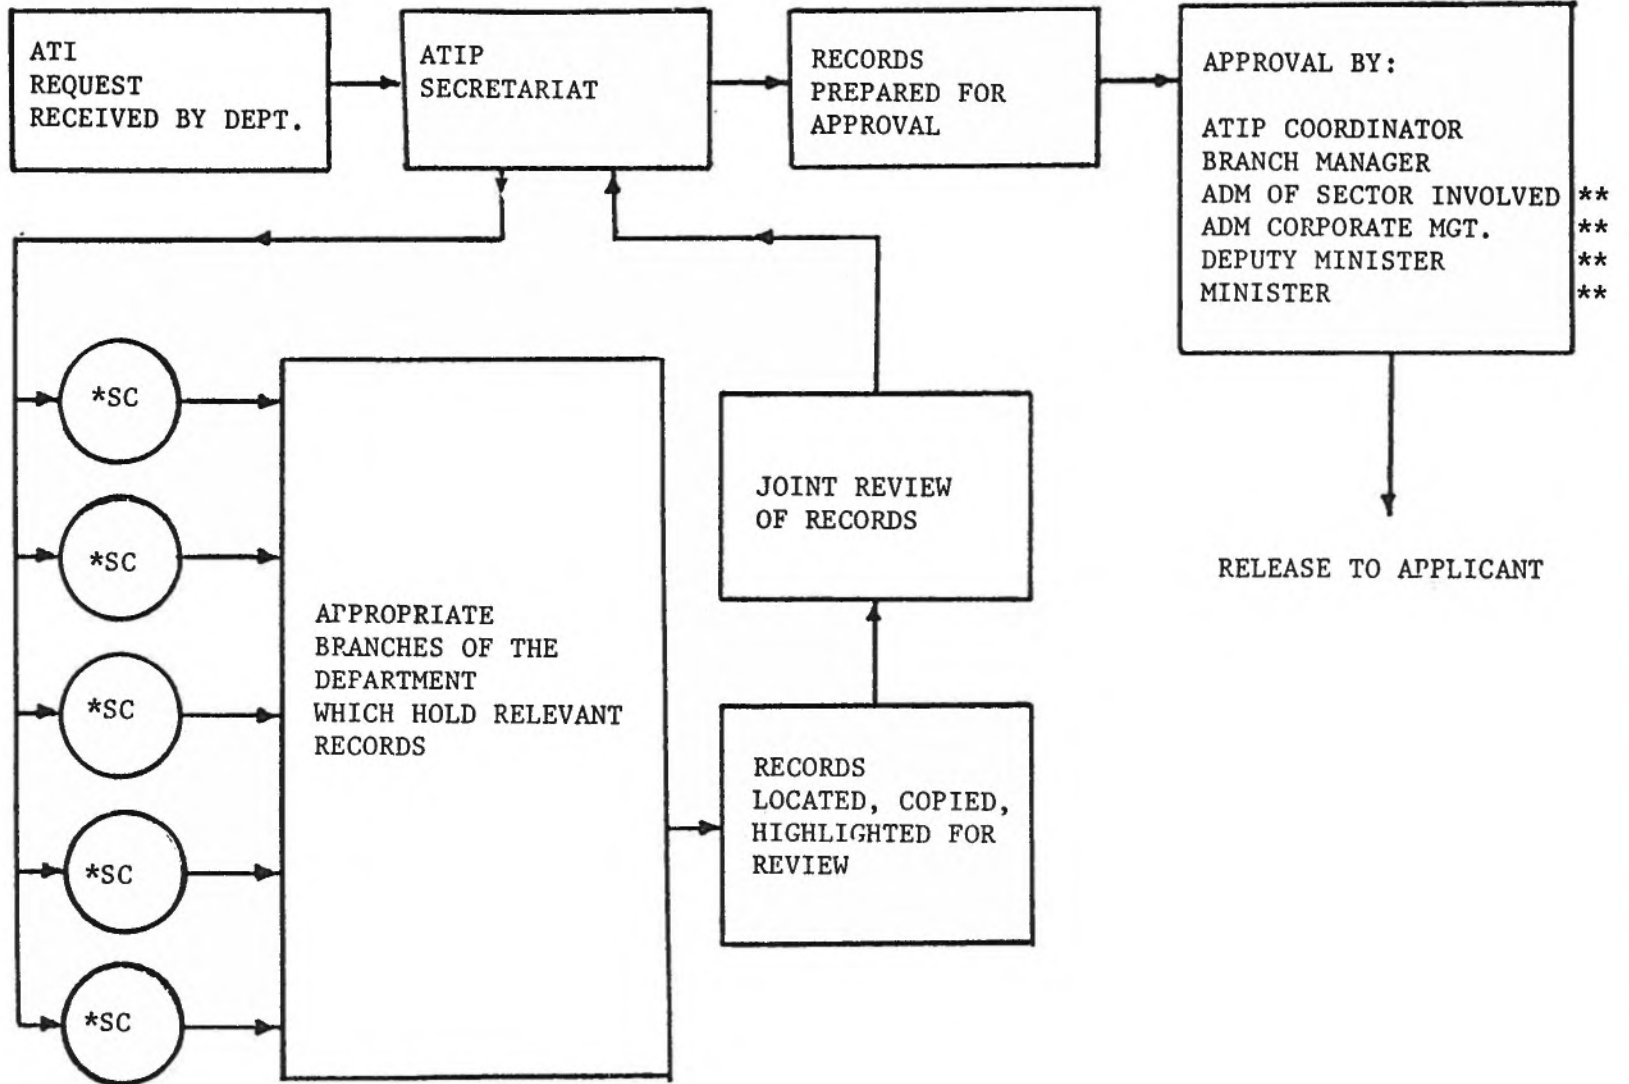 ATI
REQUEST
RECEIVED BY DEPT.
ATIP
SECRETARIAT
RECORDS
PREPARED FOR
APPROVAL
APPROVAL BY:
ATIP COORDINATOR
BRANCH MANAGER
ADM OF SECTOR INVOLVED **
ADM CORPORATE MGT. **
DEPUTY MINISTER **
MINISTER **
*SC
*SC
*SC
*SC
*SC
APPROPRIATE
BRANCHES OF THE
DEPARTMENT
WHICH HOLD RELEVANT
RECORDS
RECORDS
LOCATED, COPIED,
HIGHLIGHTED FOR
REVIEW
JOINT REVIEW
OF RECORDS
RELEASE TO APPLICANT